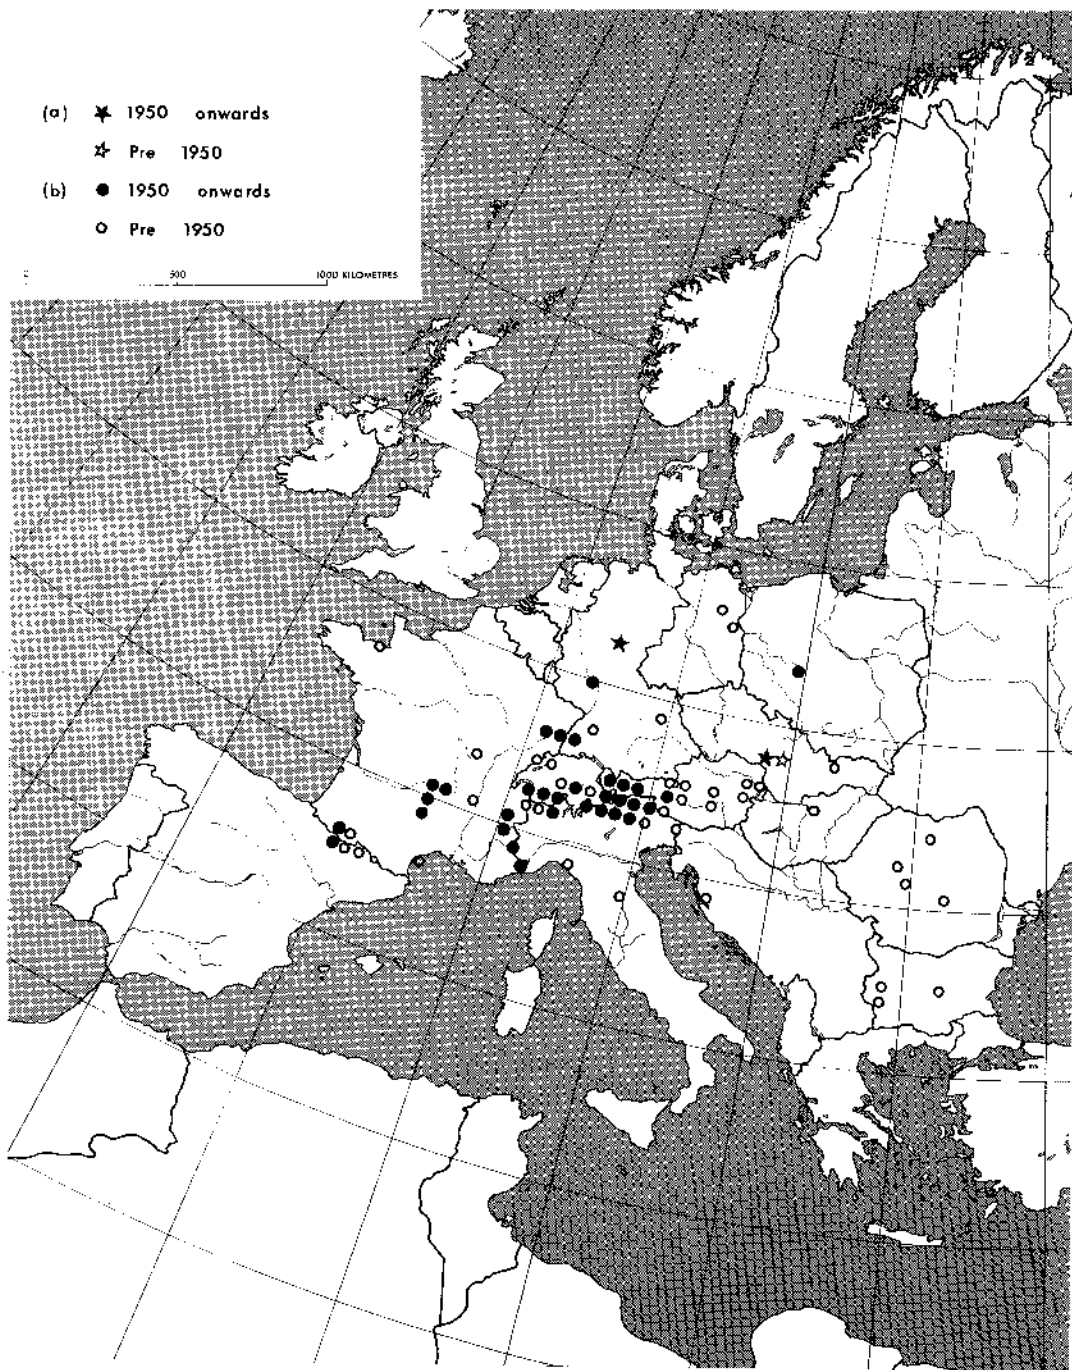 (a) ★ 1950 onwards
☆ Pre 1950
(b) ● 1950 onwards
○ Pre 1950
500 1000 KILOMETRES